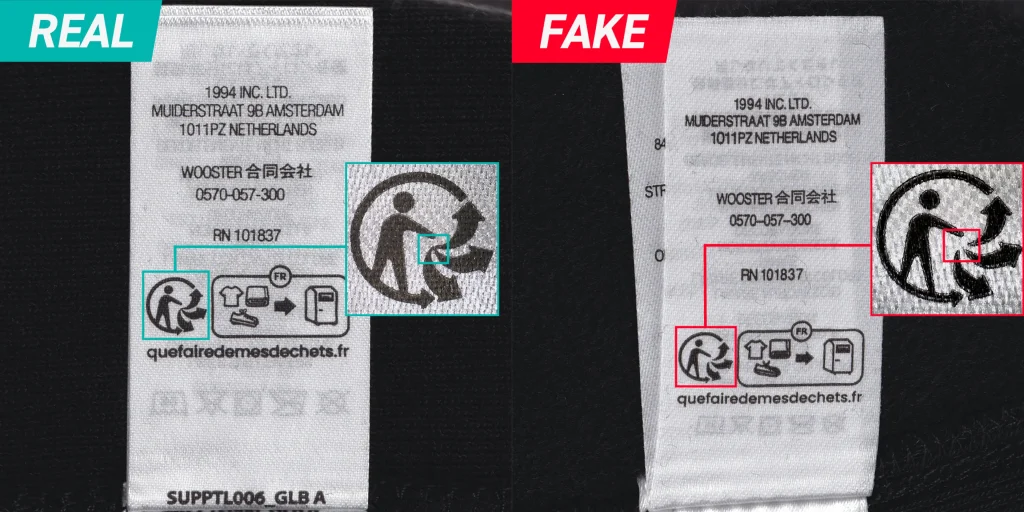 REAL
1994 INC. LTD.
MUIDERSTRAAT 9B AMSTERDAM
1011PZ NETHERLANDS
WOOSTER 合同会社
0570-057-300
RN 101837
FR
quefairedemesdechets.fr
SUPPTL006_GLB A
FAKE
1994 INC. LTD.
MUIDERSTRAAT 9B AMSTERDAM
1011PZ NETHERLANDS
WOOSTER 合同会社
0570-057-300
RN 101837
FR
quefairedemesdechets.fr